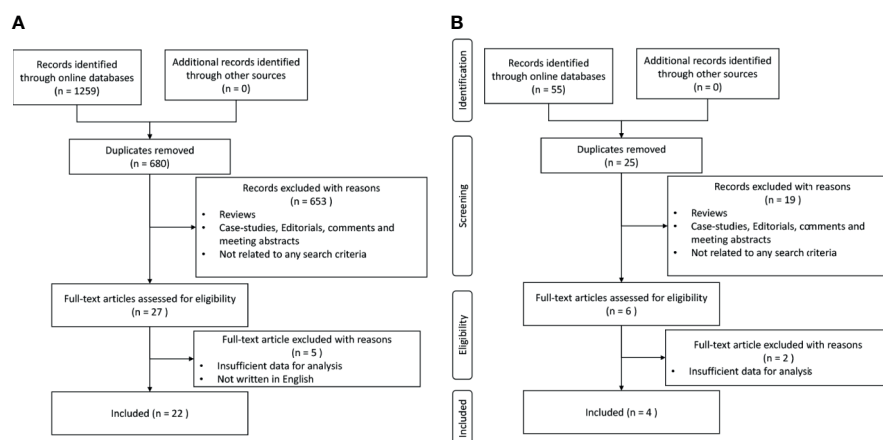 A
Records identified
through online databases
(n = 1259)
Additional records identified
through other sources
(n = 0)
Duplicates removed
(n = 680)
Records excluded with reasons
(n = 653 )
• Reviews
• Case-studies, Editorials, comments and
meeting abstracts
• Not related to any search criteria
Full-text articles assessed for eligibility
(n = 27 )
Full-text article excluded with reasons
(n = 5 )
• Insufficient data for analysis
• Not written in English
Included (n = 22 )
B
Identification
Screening
Eligibility
Included
Records identified
through online databases
(n = 55)
Additional records identified
through other sources
(n = 0)
Duplicates removed
(n = 25)
Records excluded with reasons
(n = 19 )
• Reviews
• Case-studies, Editorials, comments and
meeting abstracts
• Not related to any search criteria
Full-text articles assessed for eligibility
(n = 6 )
Full-text article excluded with reasons
(n = 2 )
• Insufficient data for analysis
Included (n = 4 )